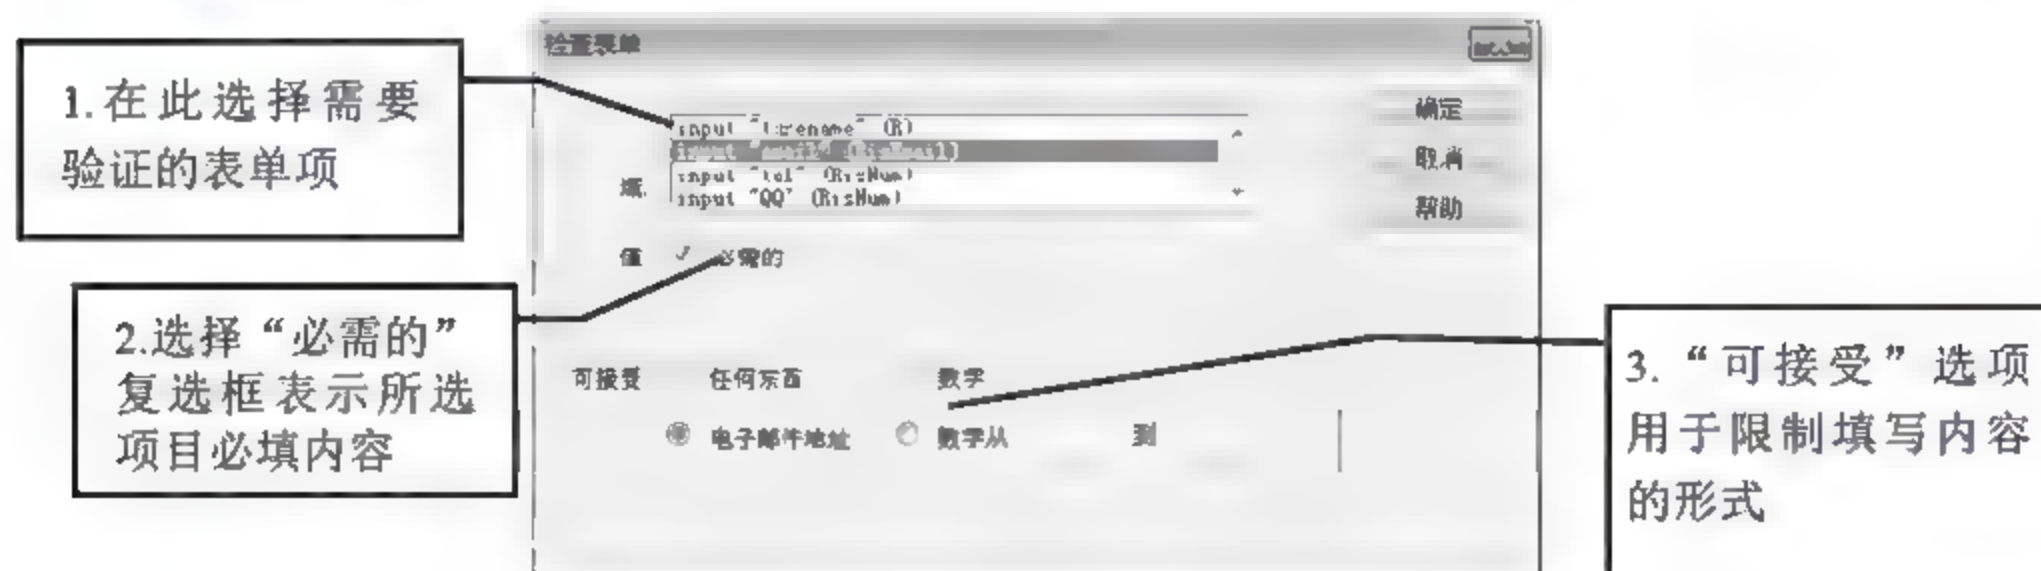 1.在此选择需要
验证的表单项
2.选择“必需的”
复选框表示所选
项目必填内容
检查表单
input (R)
input "email" (RisEmail)
input "tel" (RisNum)
input "QQ" (RisNum)
域:
值
必需的
可接受
任何东西
数字
电子邮件地址
数字从
到
确定
取消
帮助
3.“可接受”选项
用于限制填写内容
的形式